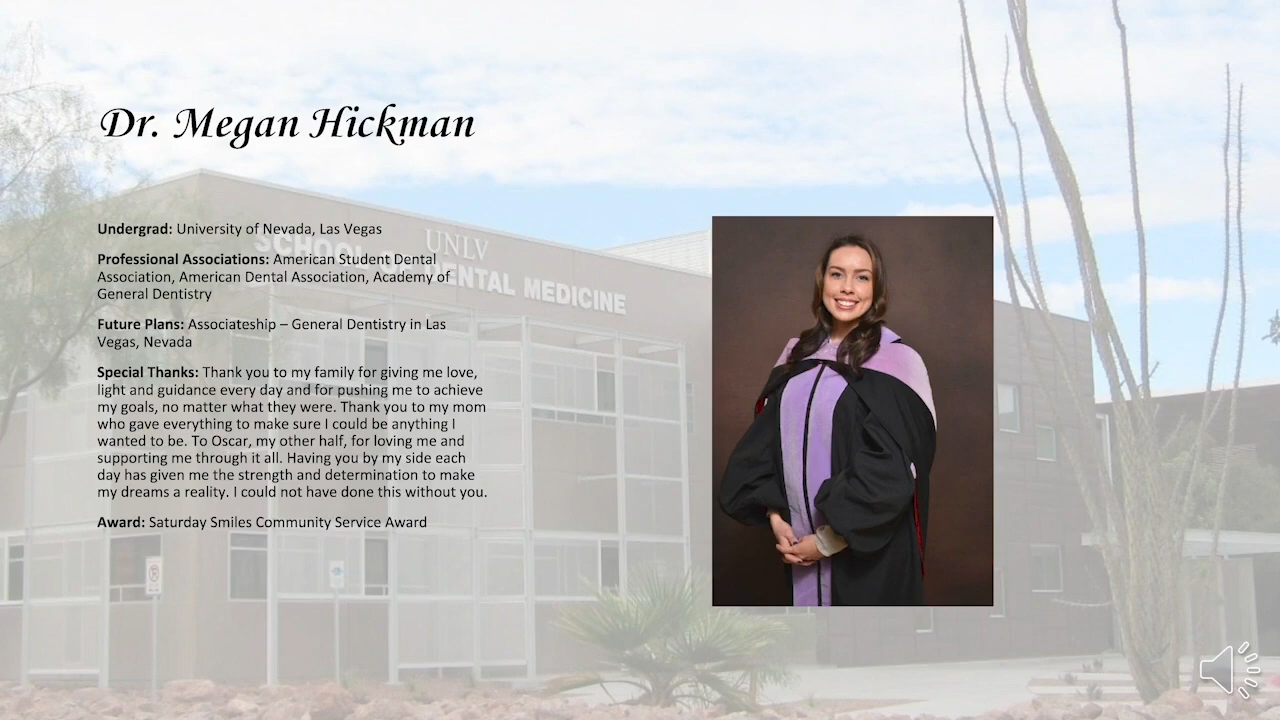 Dr. Megan Hickman
Undergrad: University of Nevada, Las Vegas
Professional Associations: American Student Dental
Association, American Dental Association, Academy of
General Dentistry
Future Plans: Associateship – General Dentistry in Las
Vegas, Nevada
Special Thanks: Thank you to my family for giving me love,
light and guidance every day and for pushing me to achieve
my goals, no matter what they were. Thank you to my mom
who gave everything to make sure I could be anything I
wanted to be. To Oscar, my other half, for loving me and
supporting me through it all. Having you by my side each
day has given me the strength and determination to make
my dreams a reality. I could not have done this without you.
Award: Saturday Smiles Community Service Award
UNLV
SCHOOL OF DENTAL MEDICINE